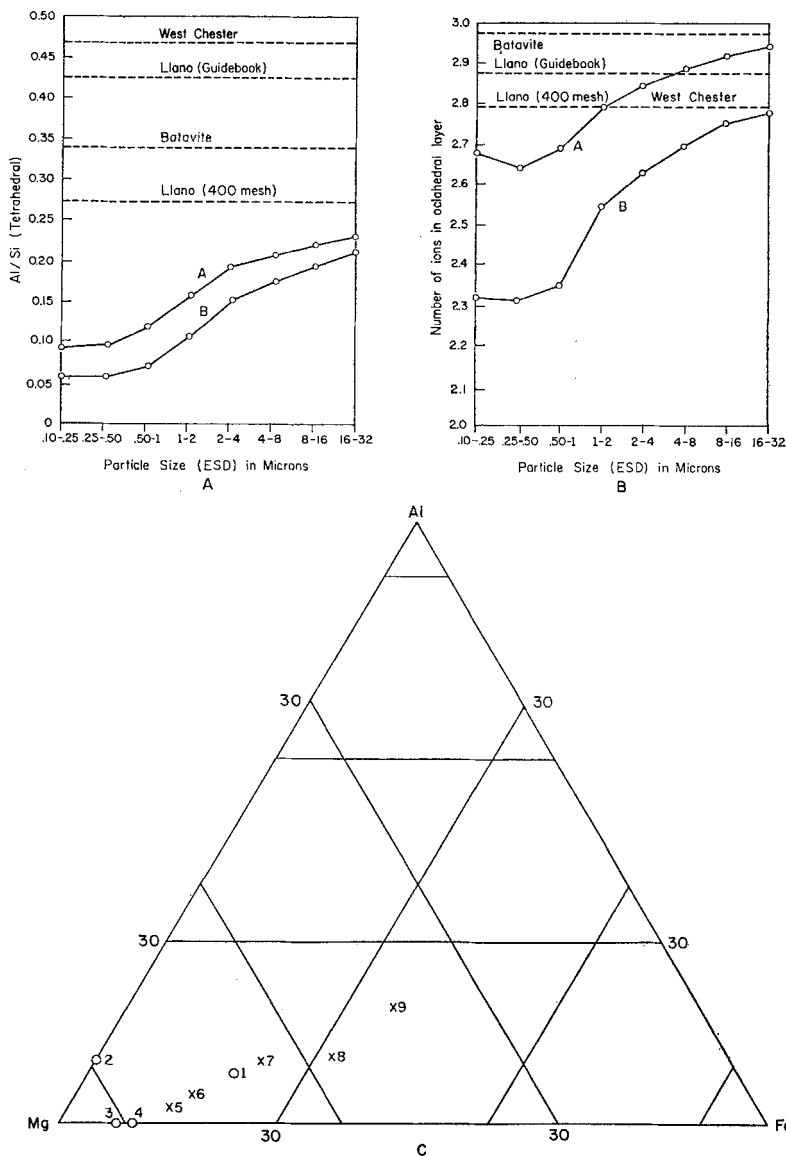 0.50
0.45
0.40
0.35
0.30
0.25
0.20
0.15
0.10
0.05
0
Al/Si (Tetrahedral)
West Chester
Llano (Guidebook)
Batavite
Llano (400 mesh)
A
B
.10-.25 .25-.50 .50-1 1-2 2-4 4-8 8-16 16-32
Particle Size (ESD) in Microns
A
3.0
2.9
2.8
2.7
2.6
2.5
2.4
2.3
2.2
2.1
2.0
Number of ions in octahedral layer
Batavite
Llano (Guidebook)
Llano (400 mesh) West Chester
A
B
.10-.25 .25-.50 .50-1 1-2 2-4 4-8 8-16 16-32
Particle Size (ESD) in Microns
B
Al
30 30
30 30
x9
2 1 x7 x8
x6
3 4 x5
Mg 30 30 Fe
C